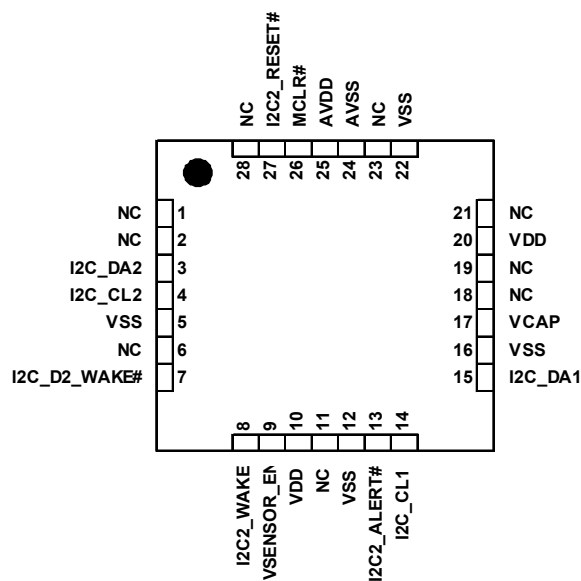 NC
I2C2_RESET#
MCLR#
AVDD
AVSS
NC
VSS
28
27
26
25
24
23
22
NC 1
NC 2
I2C_DA2 3
I2C_CL2 4
VSS 5
NC 6
I2C_D2_WAKE# 7
21 NC
20 VDD
19 NC
18 NC
17 VCAP
16 VSS
15 I2C_DA1
8
9
10
11
12
13
14
I2C2_WAKE
VSENSOR_EN
VDD
NC
VSS
I2C2_ALERT#
I2C_CL1